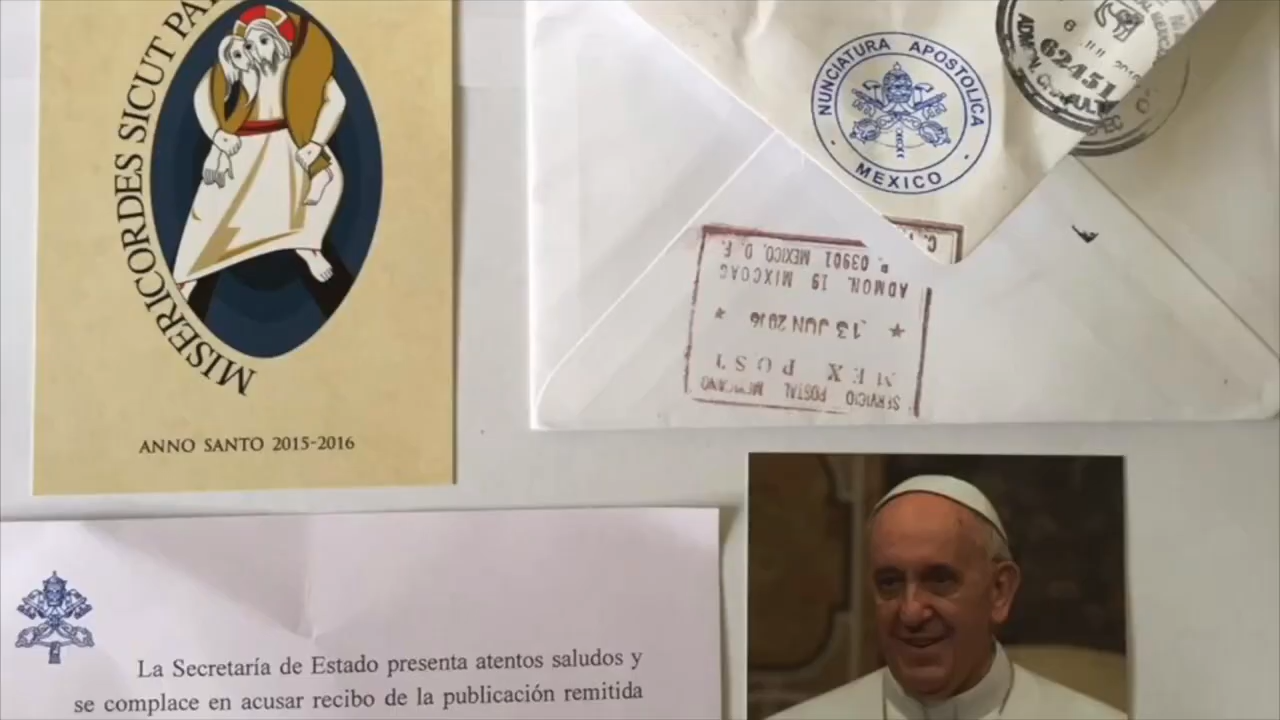 MISERICORDES SICUT
ANNO SANTO 2015-2016
NUNCIATURA APOSTOLICA
MEXICO
62451
C.
P. 03901 MEXICO, D. F.
ADMON. 19 MIXCOAC
* 13 JUN 2016 *
MEX POST
SERVICIO POSTAL MEXICANO
La Secretaría de Estado presenta atentos saludos y
se complace en acusar recibo de la publicación remitida